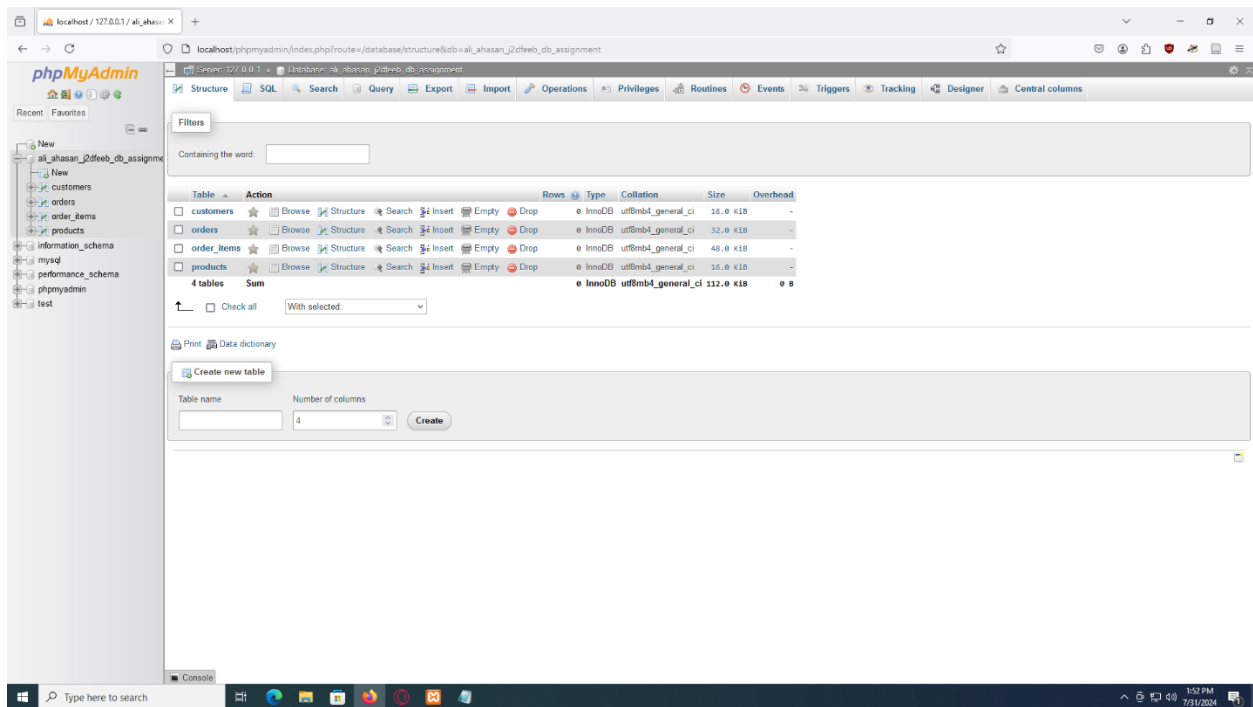 localhost / 127.0.0.1 / ali_ahasan
localhost/phpmyadmin/index.php?route=/database/structure&db=ali_ahasan_j2dfeeb_db_assignment
phpMyAdmin
Recent Favorites
New
ali_ahasan_j2dfeeb_db_assignme
New
customers
orders
order_items
products
information_schema
mysql
performance_schema
phpmyadmin
test
Server: 127.0.0.1 » Database: ali_ahasan_j2dfeeb_db_assignment
Structure SQL Search Query Export Import Operations Privileges Routines Events Triggers Tracking Designer Central columns
Filters
Containing the word:
Table Action Rows Type Collation Size Overhead
customers Browse Structure Search Insert Empty Drop 0 InnoDB utf8mb4_general_ci 16.0 KiB -
orders Browse Structure Search Insert Empty Drop 0 InnoDB utf8mb4_general_ci 32.0 KiB -
order_items Browse Structure Search Insert Empty Drop 0 InnoDB utf8mb4_general_ci 48.0 KiB -
products Browse Structure Search Insert Empty Drop 0 InnoDB utf8mb4_general_ci 16.0 KiB -
4 tables Sum 0 InnoDB utf8mb4_general_ci 112.0 KiB 0 B
Check all With selected:
Print Data dictionary
Create new table
Table name Number of columns
4 Create
Console
Type here to search
1:52 PM
7/31/2024